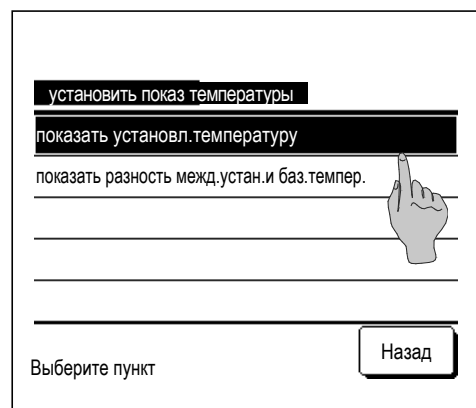 установить показ температуры
показать установл.температуру
показать разность межд.устан.и баз.темпер.
Выберите пункт
Назад